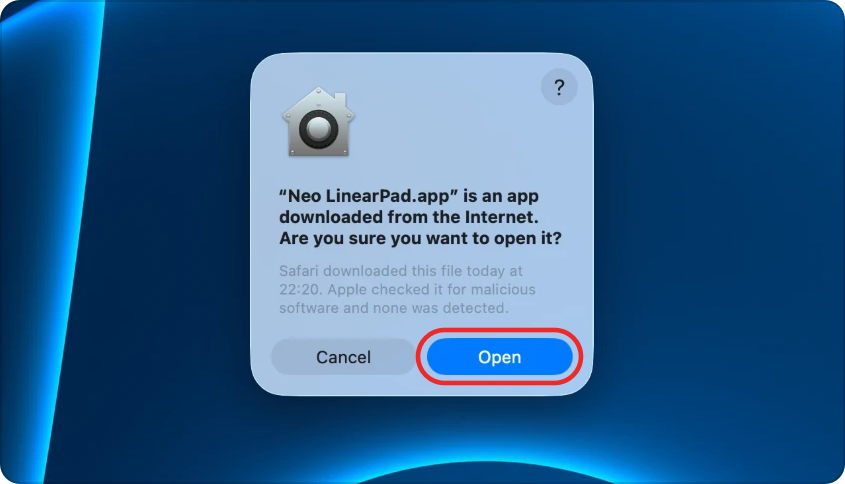 ?
“Neo LinearPad.app” is an app
downloaded from the Internet.
Are you sure you want to open it?
Safari downloaded this file today at
22:20. Apple checked it for malicious
software and none was detected.
Cancel
Open